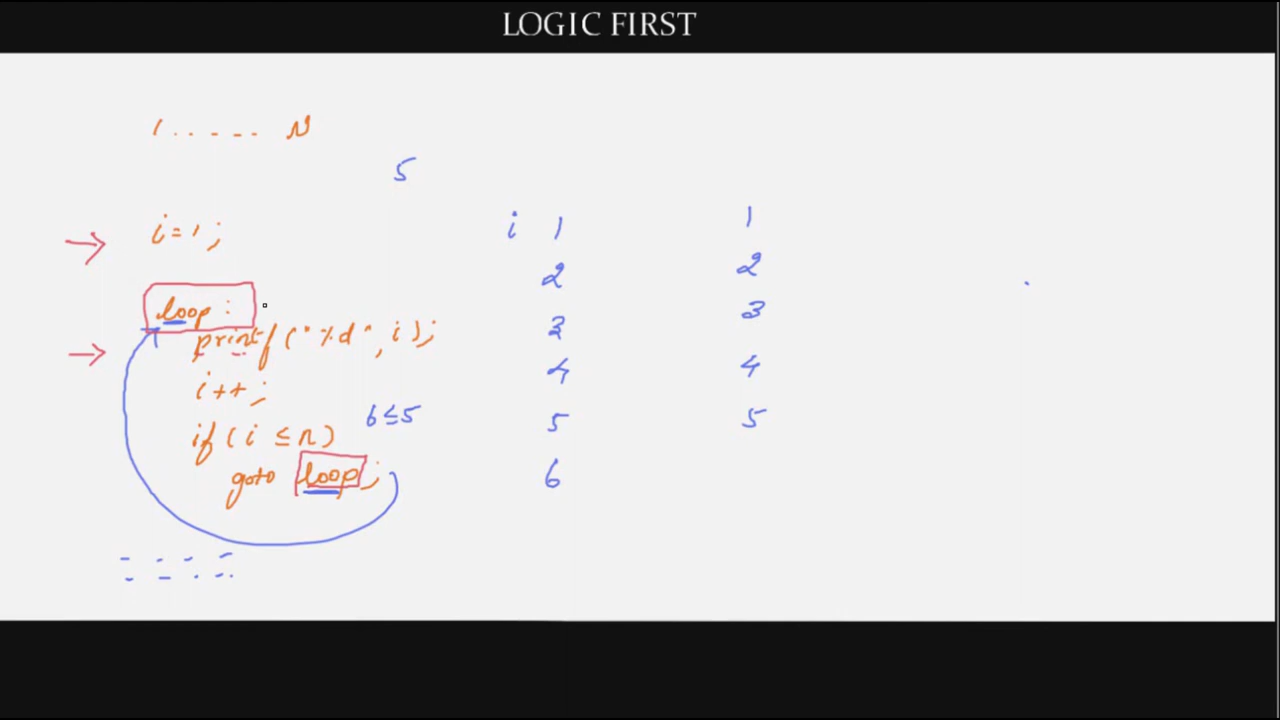 LOGIC FIRST
1 ..... N
5
i=1;
i 1 1
2 2
loop:
3 3
printf("%d", i);
4 4
i++;
6≤5
5 5
if(i ≤n)
goto loop;
6